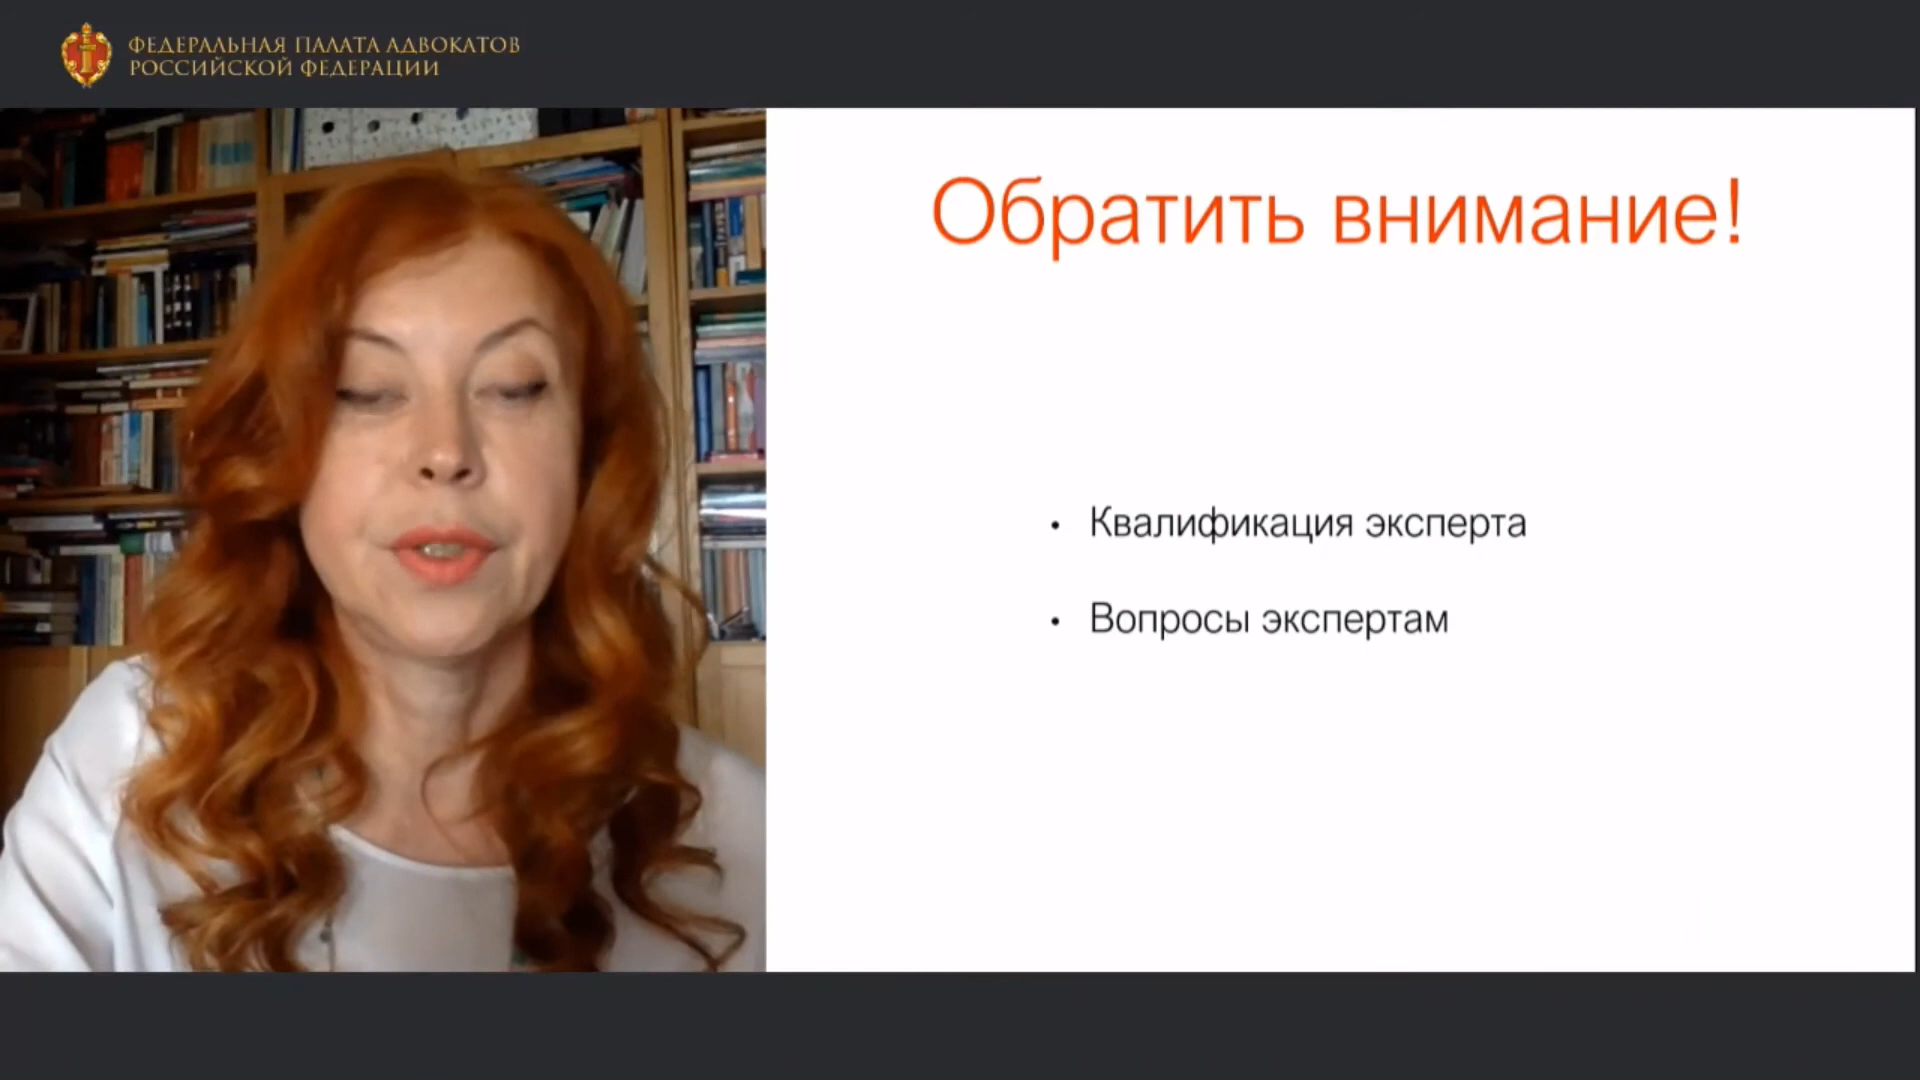 ФЕДЕРАЛЬНАЯ ПАЛАТА АДВОКАТОВ
РОССИЙСКОЙ ФЕДЕРАЦИИ
Обратить внимание!
• Квалификация эксперта
• Вопросы экспертам